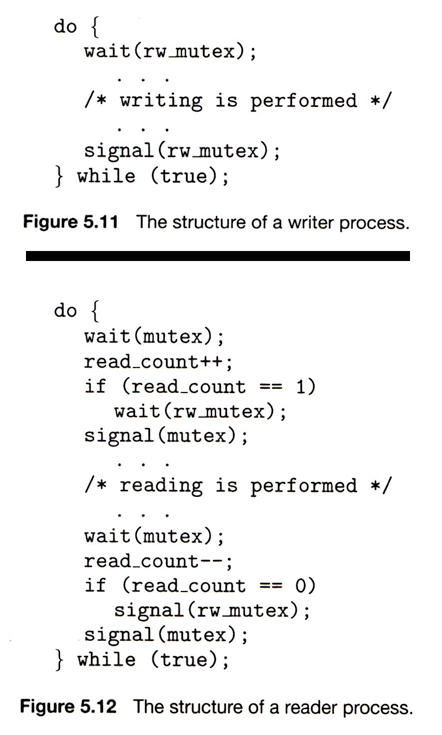 do {
wait(rw_mutex);
. . .
/* writing is performed */
. . .
signal(rw_mutex);
} while (true);
Figure 5.11 The structure of a writer process.
do {
wait(mutex);
read_count++;
if (read_count == 1)
wait(rw_mutex);
signal(mutex);
. . .
/* reading is performed */
. . .
wait(mutex);
read_count--;
if (read_count == 0)
signal(rw_mutex);
signal(mutex);
} while (true);
Figure 5.12 The structure of a reader process.